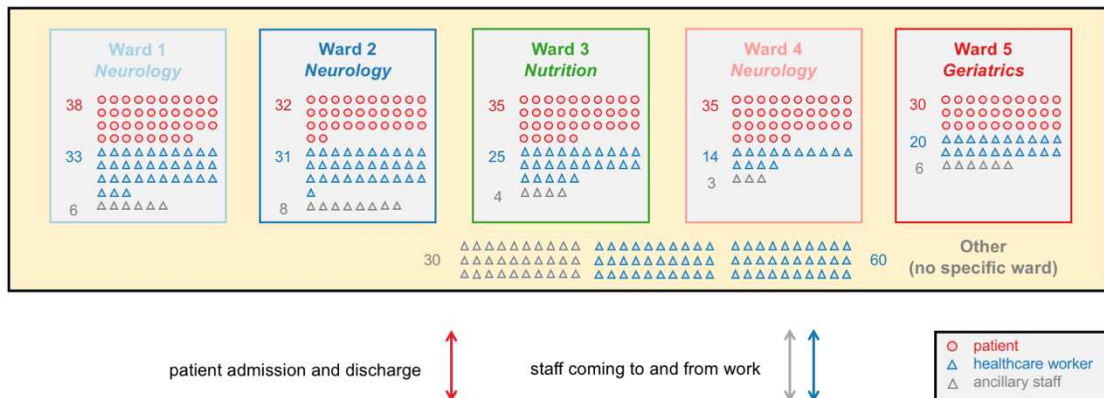 Ward 1
Neurology
38
33
6
Ward 2
Neurology
32
31
8
Ward 3
Nutrition
35
25
4
Ward 4
Neurology
35
14
3
Ward 5
Geriatrics
30
20
6
30
60
Other
(no specific ward)
patient admission and discharge
staff coming to and from work
patient
healthcare worker
ancillary staff